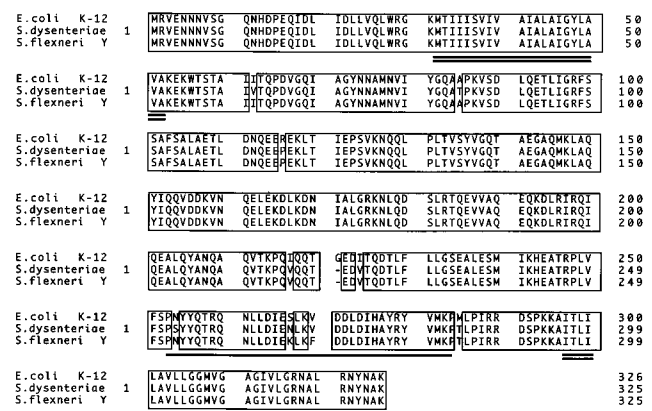 E.coli K-12 MRVENNNVSG QNHDPEQIDL IDLLVQLWRG KMTIIISVIV AIALAIGYLA 50
S.dysenteriae 1 MRVENNNVSG QNHDPEQIDL IDLLVQLWRG KMTIIISVIV AIALAIGYLA 50
S.flexneri Y MRVENNNVSG QNHDPEQIDL IDLLVQLWRG KMTIIISVIV AIALAIGYLA 50
E.coli K-12 VAKEKWTSTA IITQPDVGQI AGYNNAMNVI YGQAAPKVSD LQETLIGRFS 100
S.dysenteriae 1 VAKEKWTSTA IVTQPDVGQI AGYNNAMNVI YGQATPKVSD LQETLIGRFS 100
S.flexneri Y VAKEKWTSTA IITQPDVGQI AGYNNAMNVI YGQAAPKVSD LQETLIGRFS 100
E.coli K-12 SAFSALAETL DNQEEREKLT IEPSVKNQQL PLTVSYVGQT AEGAQMKLAQ 150
S.dysenteriae 1 SAFSALAETL DNQEEPEKLT IEPSVKNQQL PLTVSYVGQT AEGAQMKLAQ 150
S.flexneri Y SAFSALAETL DNQEEPEKLT IEPSVKNQQL PLTVSYVGQT AEGAQMKLAQ 150
E.coli K-12 YIQQVDDKVN QELEKDLKDN IALGRKNLQD SLRTQEVVAQ EQKDLRIRQI 200
S.dysenteriae 1 YIQQVDDKVN QELEKDLKDN IALGRKNLQD SLRTQEVVAQ EQKDLRIRQI 200
S.flexneri Y YIQQVDDKVN QELEKDLKDN IALGRKNLQD SLRTQEVVAQ EQKDLRIRQI 200
E.coli K-12 QEALQYANQA QVTKPQIQQT GEDITQDTLF LLGSEALESM IKHEATRPLV 250
S.dysenteriae 1 QEALQYANQA QVTKPQVQQT -EDVTQDTLF LLGSEALESM IKHEATRPLV 249
S.flexneri Y QEALQYANQA QVTKPQIQQT -EDITQDTLF LLGSEALESM IKHEATRPLV 249
E.coli K-12 FSPNYYQTRQ NLLDIESLKV DDLDIHAYRY VMKPMLPIRR DSPKKAITLI 300
S.dysenteriae 1 FSPSYYQTRQ NLLDIENLKV DDLDIHAYRY VMKPTLPIRR DSPKKAITLI 299
S.flexneri Y FSPNYYQTRQ NLLDIEKLKF DDLDIHAYRY VMKPMLPIRR DSPKKAITLI 299
E.coli K-12 LAVLLGGMVG AGIVLGRNAL RNYNAK 326
S.dysenteriae 1 LAVLLGGMVG AGIVLGRNAL RNYNAK 325
S.flexneri Y LAVLLGGMVG AGIVLGRNAL RNYNAK 325